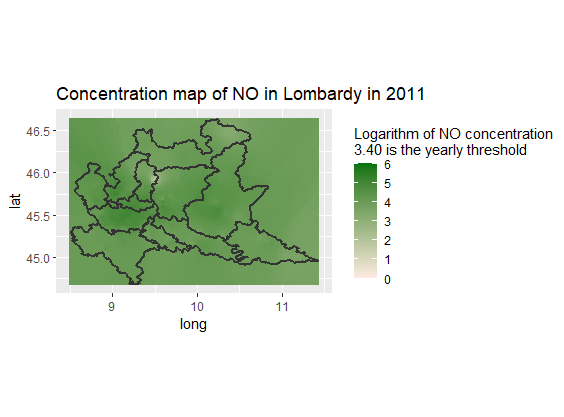 Concentration map of NO in Lombardy in 2011
46.5
46.0
45.5
45.0
lat
9
10
11
long
Logarithm of NO concentration
3.40 is the yearly threshold
6
5
4
3
2
1
0